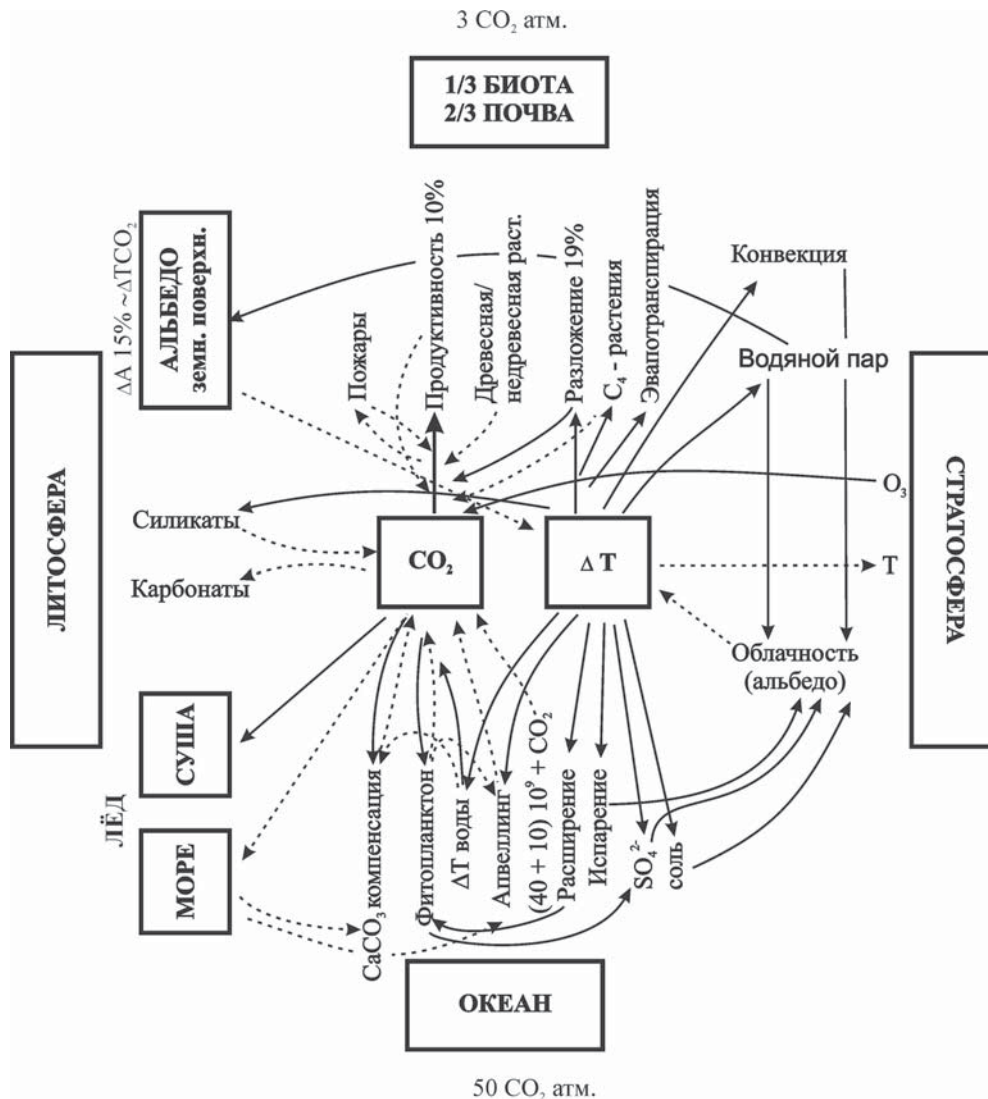 3 CO₂ атм.
1/3 БИОТА
2/3 ПОЧВА
ΔA 15% ~ΔTCO₂
АЛЬБЕДО
земн. поверхн.
Пожары
Продуктивность 10%
Древесная/
недревесная раст.
Разложение 19%
C₄ - растения
Эвапотранспирация
Конвекция
Водяной пар
ЛИТОСФЕРА
СТРАТОСФЕРА
O₃
Силикаты
CO₂
Δ T
T
Карбонаты
Облачность
(альбедо)
ЛЁД
СУША
МОРЕ
CaCO₃ компенсация
Фитопланктон
ΔT воды
Апвеллинг
(40 + 10) 10⁹ + CO₂
Расширение
Испарение
SO₄²⁻
соль
ОКЕАН
50 CO₂ атм.